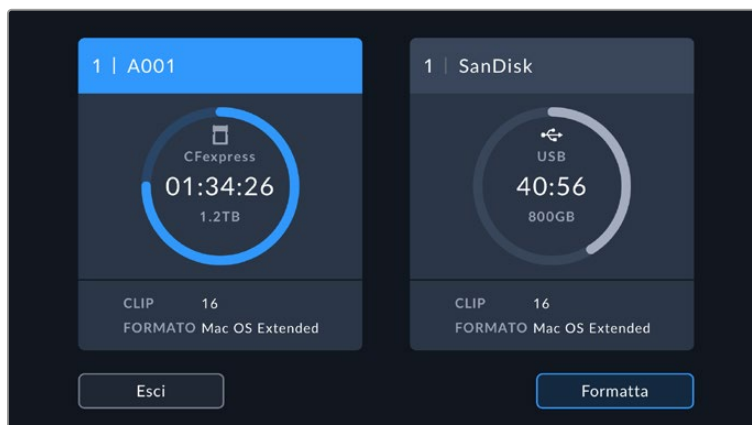 1 | A001
CFexpress
01:34:26
1.2TB
CLIP 16
FORMATO Mac OS Extended
1 | SanDisk
USB
40:56
800GB
CLIP 16
FORMATO Mac OS Extended
Esci
Formatta